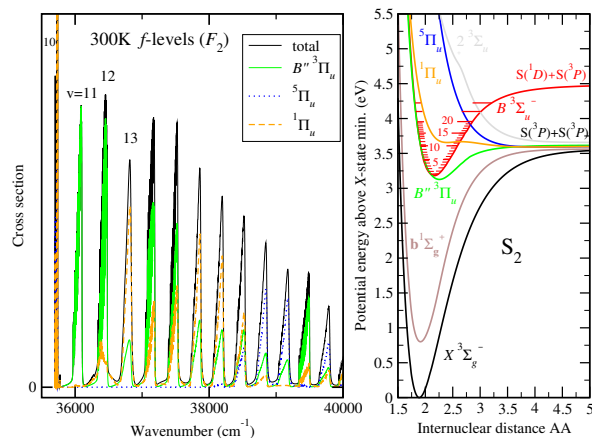 300K f-levels (F₂)
total
B″ ³Πᵤ
⁵Πᵤ
¹Πᵤ
10
v=11
12
13
Cross section
0
36000
38000
40000
Wavenumber (cm⁻¹)
5.5
5
4.5
4
3.5
3
2.5
2
1.5
1
0.5
0
Potential energy above X-state min. (eV)
⁵Πᵤ
2 ³Σᵤ
¹Πᵤ
S(¹D)+S(³P)
B ³Σᵤ⁻
S(³P)+S(³P)
20
15
10
5
B″ ³Πᵤ
b¹Σg⁺
S₂
X ³Σg⁻
1.5
2
2.5
3
3.5
4
4.5
5
Internuclear distance AA